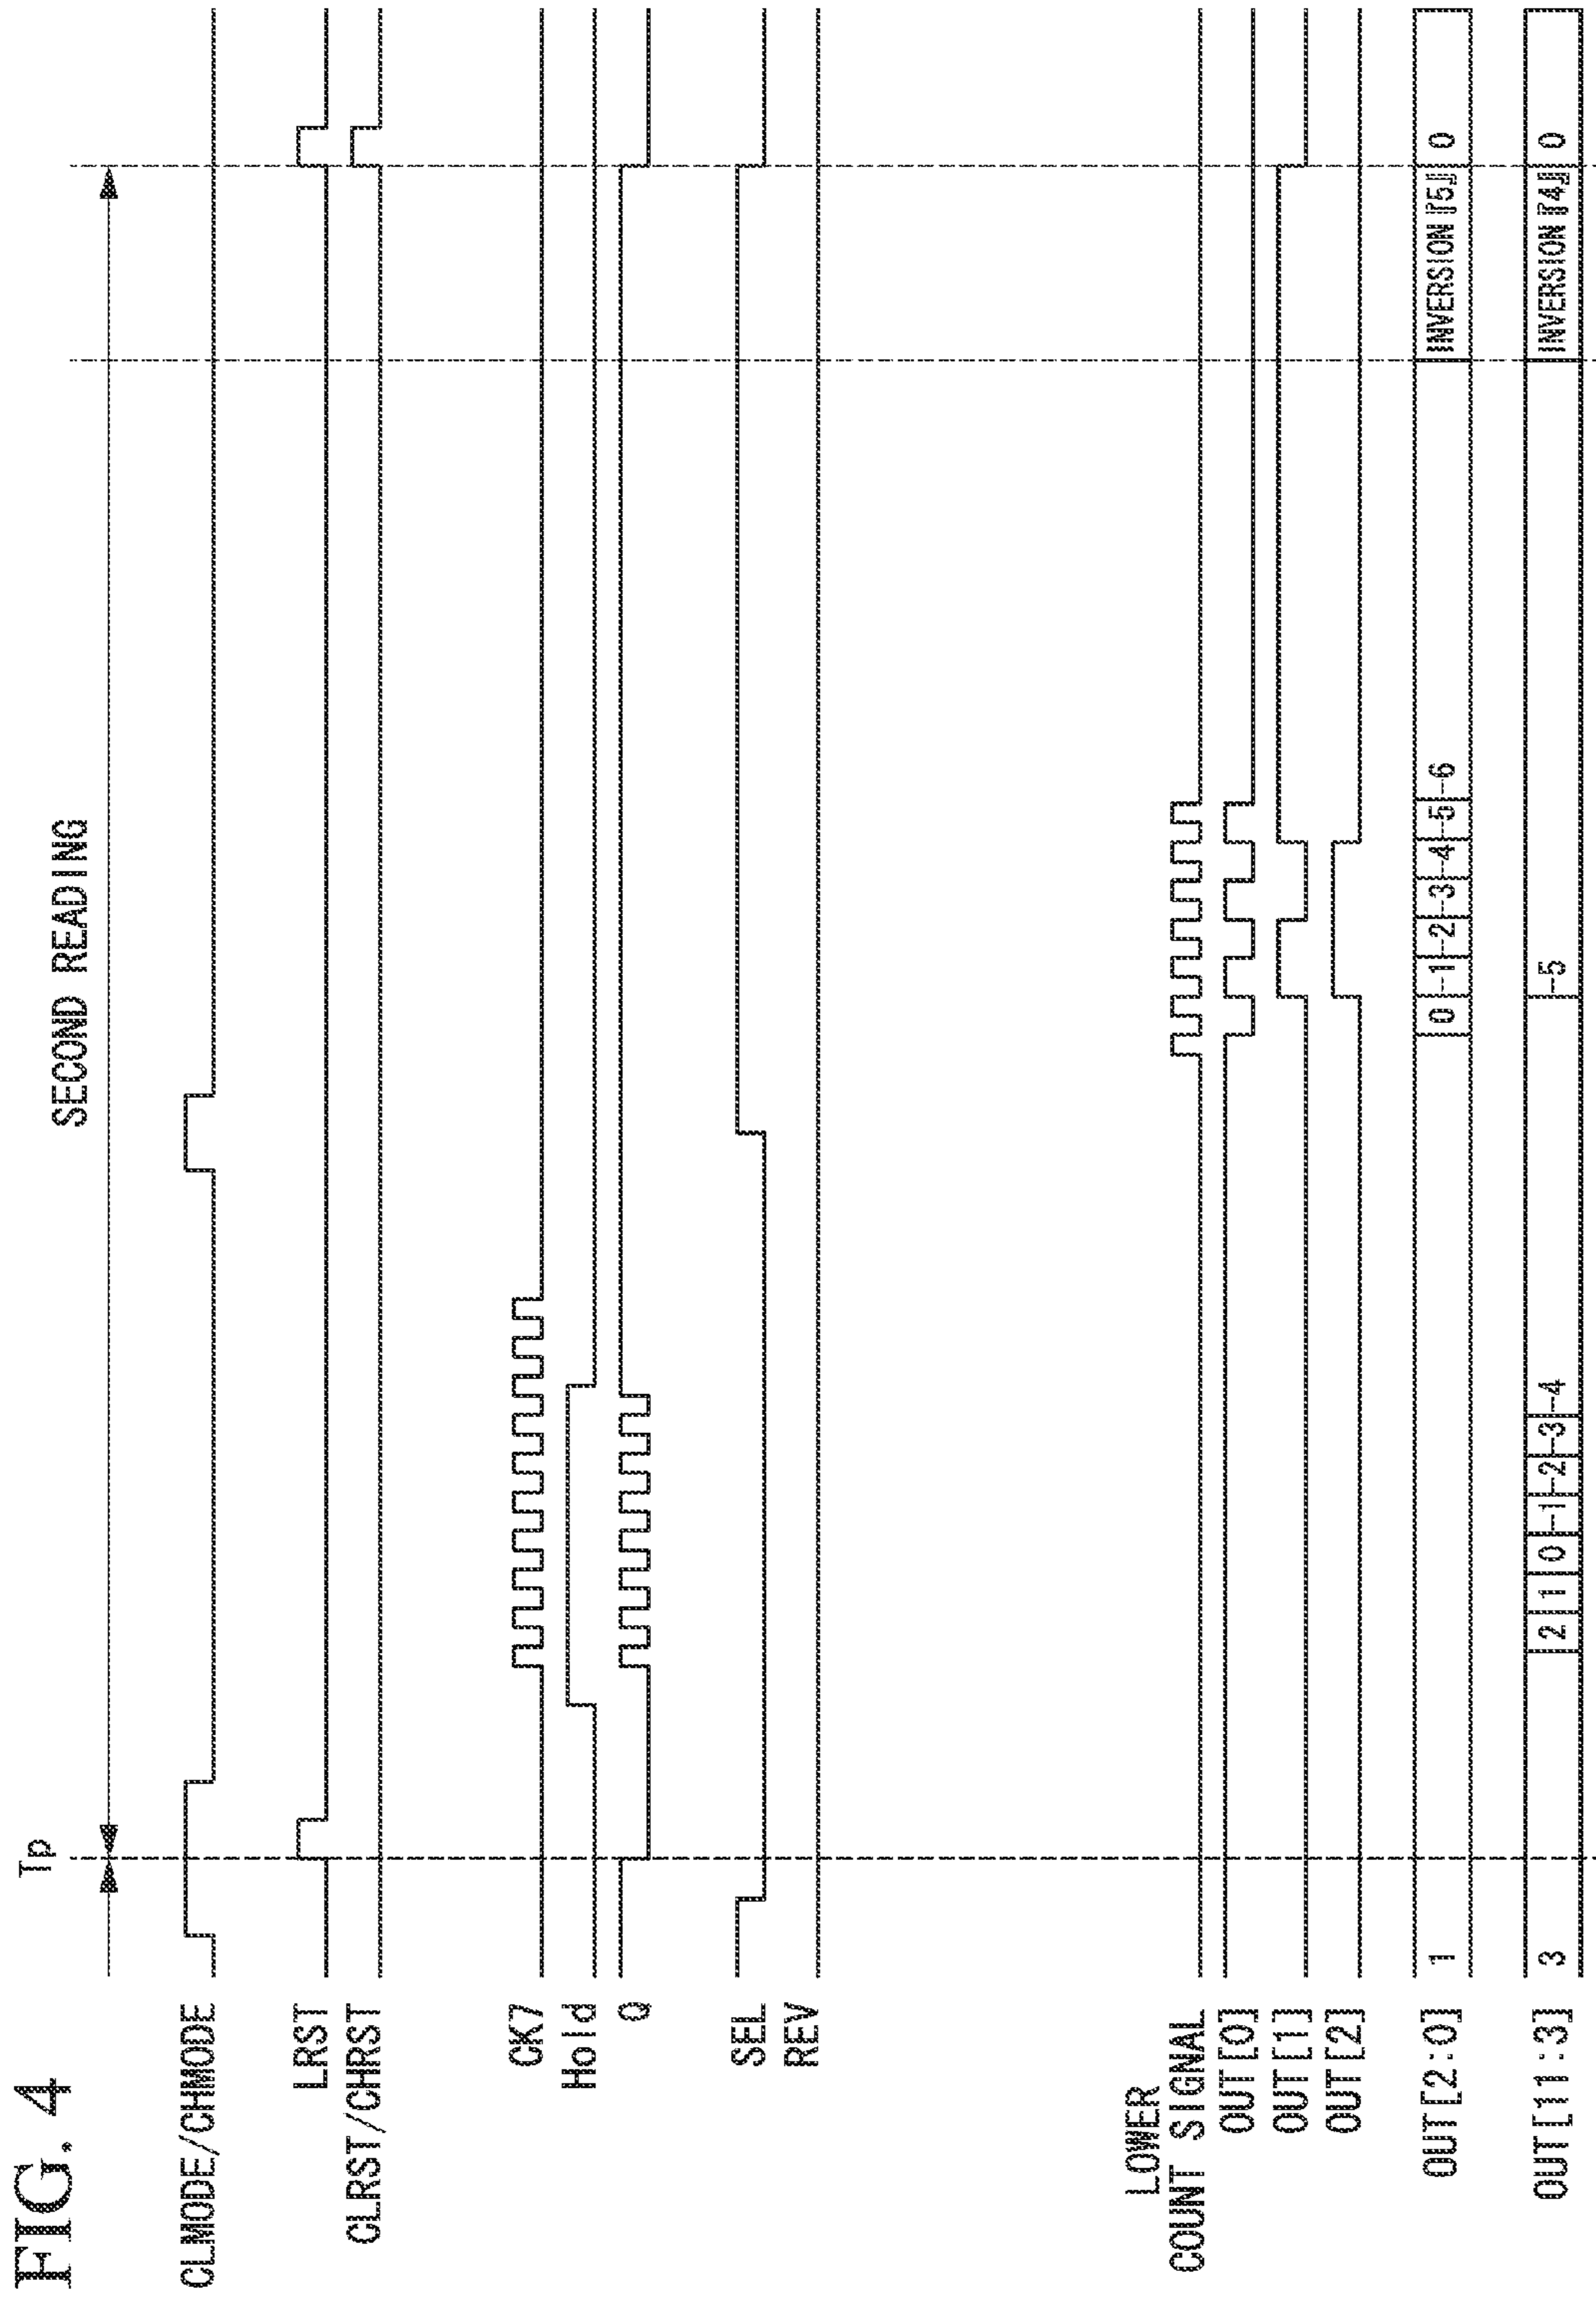 FIG. 4
Tp
SECOND READING
CLMODE/CHMODE
LRST
CLRST/CHRST
CK7
Hold
Q
SEL
REV
LOWER
COUNT SIGNAL
OUT[0]
OUT[1]
OUT[2]
OUT[2:0] 1 0 -1 -2 -3 -4 -5 -6 INVERSION『5』 0
OUT[11:3] 3 2 1 0 -1 -2 -3 -4 -5 INVERSION『4』 0